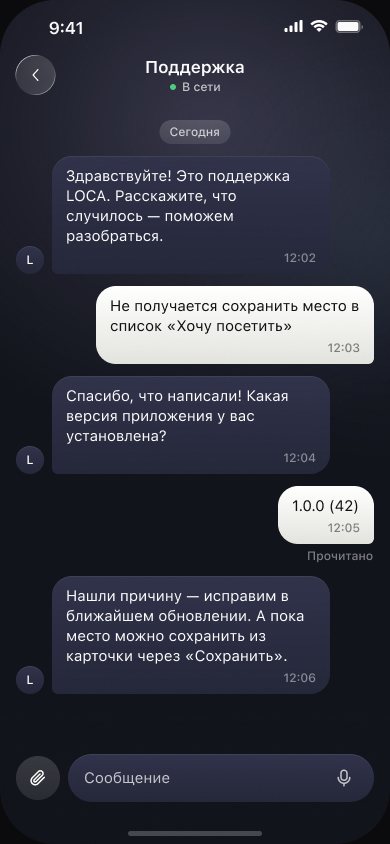 9:41
Поддержка
В сети
Сегодня
Здравствуйте! Это поддержка
LOCA. Расскажите, что
случилось — поможем
разобраться.
12:02
L
Не получается сохранить место в
список «Хочу посетить»
12:03
Спасибо, что написали! Какая
версия приложения у вас
установлена?
12:04
L
1.0.0 (42)
12:05
Прочитано
Нашли причину — исправим в
ближайшем обновлении. А пока
место можно сохранить из
карточки через «Сохранить».
12:06
L
Сообщение